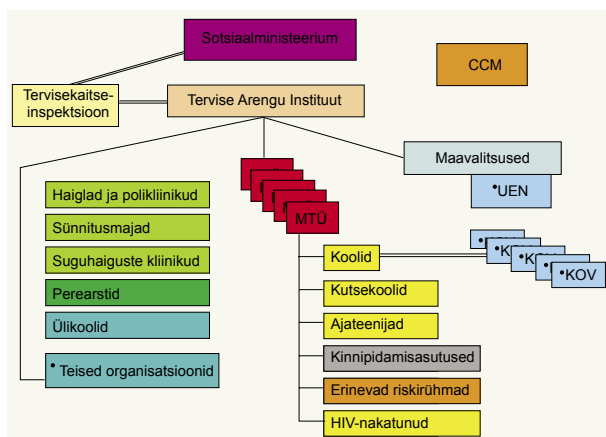 Sotsiaalministeerium
CCM
Tervisekaitse-
inspektsioon
Tervise Arengu Instituut
Maavalitsused
•UEN
Haiglad ja polikliinikud
Sünnitusmajad
Suguhaiguste kliinikud
Perearstid
Ülikoolid
• Teised organisatsioonid
MTÜ
Koolid
•KOV
Kutsekoolid
Ajateenijad
Kinnipidamisasutused
Erinevad riskirühmad
HIV-nakatunud